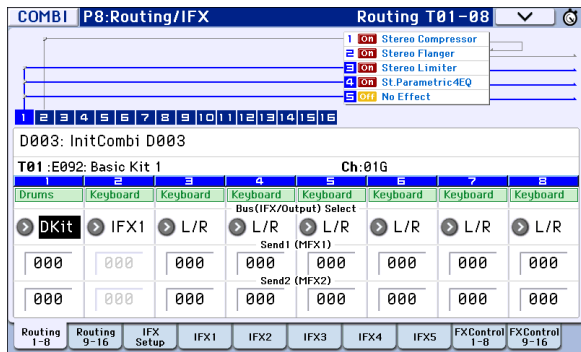 COMBI P8:Routing/IFX Routing T01-08
1 On Stereo Compressor
2 On Stereo Flanger
3 On Stereo Limiter
4 On St.Parametric4EQ
5 Off No Effect
1 2 3 4 5 6 7 8 9 10 11 12 13 14 15 16
D003: InitCombi D003
T01 :E092: Basic Kit 1 Ch:01G
1 2 3 4 5 6 7 8
Drums Keyboard Keyboard Keyboard Keyboard Keyboard Keyboard Keyboard
Bus(IFX/Output) Select
DKit IFX1 L/R L/R L/R L/R L/R L/R
Send1 (MFX1)
000 000 000 000 000 000 000 000
Send2 (MFX2)
000 000 000 000 000 000 000 000
Routing 1-8 Routing 9-16 IFX Setup IFX1 IFX2 IFX3 IFX4 IFX5 FXControl 1-8 FXControl 9-16